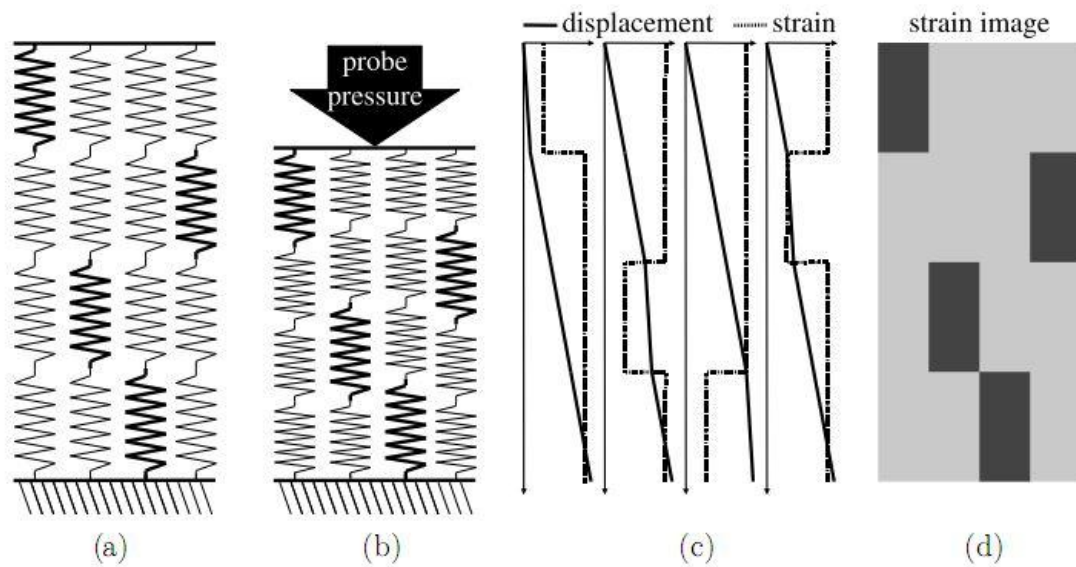 displacement strain
strain image
probe
pressure
(a) (b) (c) (d)